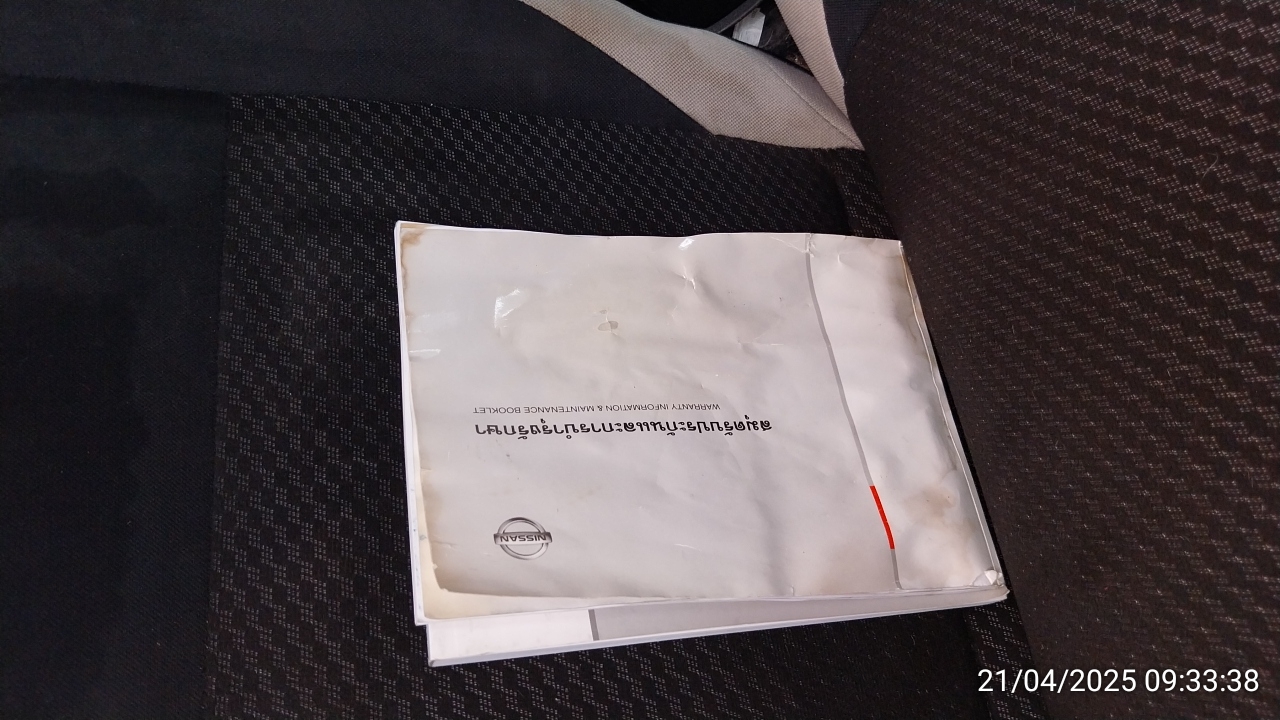 NISSAN
สมุดรับประกันและการบำรุงรักษา
WARRANTY INFORMATION & MAINTENANCE BOOKLET
21/04/2025 09:33:38